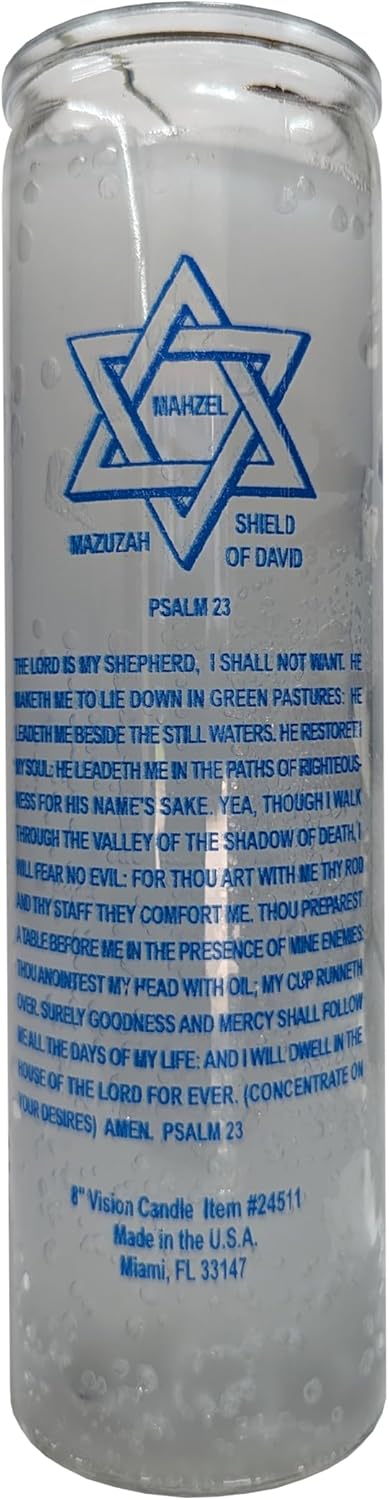 MAHZEL
MAZUZAH
SHIELD
OF DAVID
PSALM 23
THE LORD IS MY SHEPHERD, I SHALL NOT WANT. HE
MAKETH ME TO LIE DOWN IN GREEN PASTURES: HE
LEADETH ME BESIDE THE STILL WATERS. HE RESTORETH
MY SOUL: HE LEADETH ME IN THE PATHS OF RIGHTEOUS-
NESS FOR HIS NAME'S SAKE. YEA, THOUGH I WALK
THROUGH THE VALLEY OF THE SHADOW OF DEATH, I
WILL FEAR NO EVIL: FOR THOU ART WITH ME THY ROD
AND THY STAFF THEY COMFORT ME. THOU PREPAREST
A TABLE BEFORE ME IN THE PRESENCE OF MINE ENEMIES:
THOU ANOINTEST MY HEAD WITH OIL; MY CUP RUNNETH
OVER. SURELY GOODNESS AND MERCY SHALL FOLLOW
ME ALL THE DAYS OF MY LIFE: AND I WILL DWELL IN THE
HOUSE OF THE LORD FOR EVER. (CONCENTRATE ON
YOUR DESIRES) AMEN. PSALM 23
8" Vision Candle Item #24511
Made in the U.S.A.
Miami, FL 33147